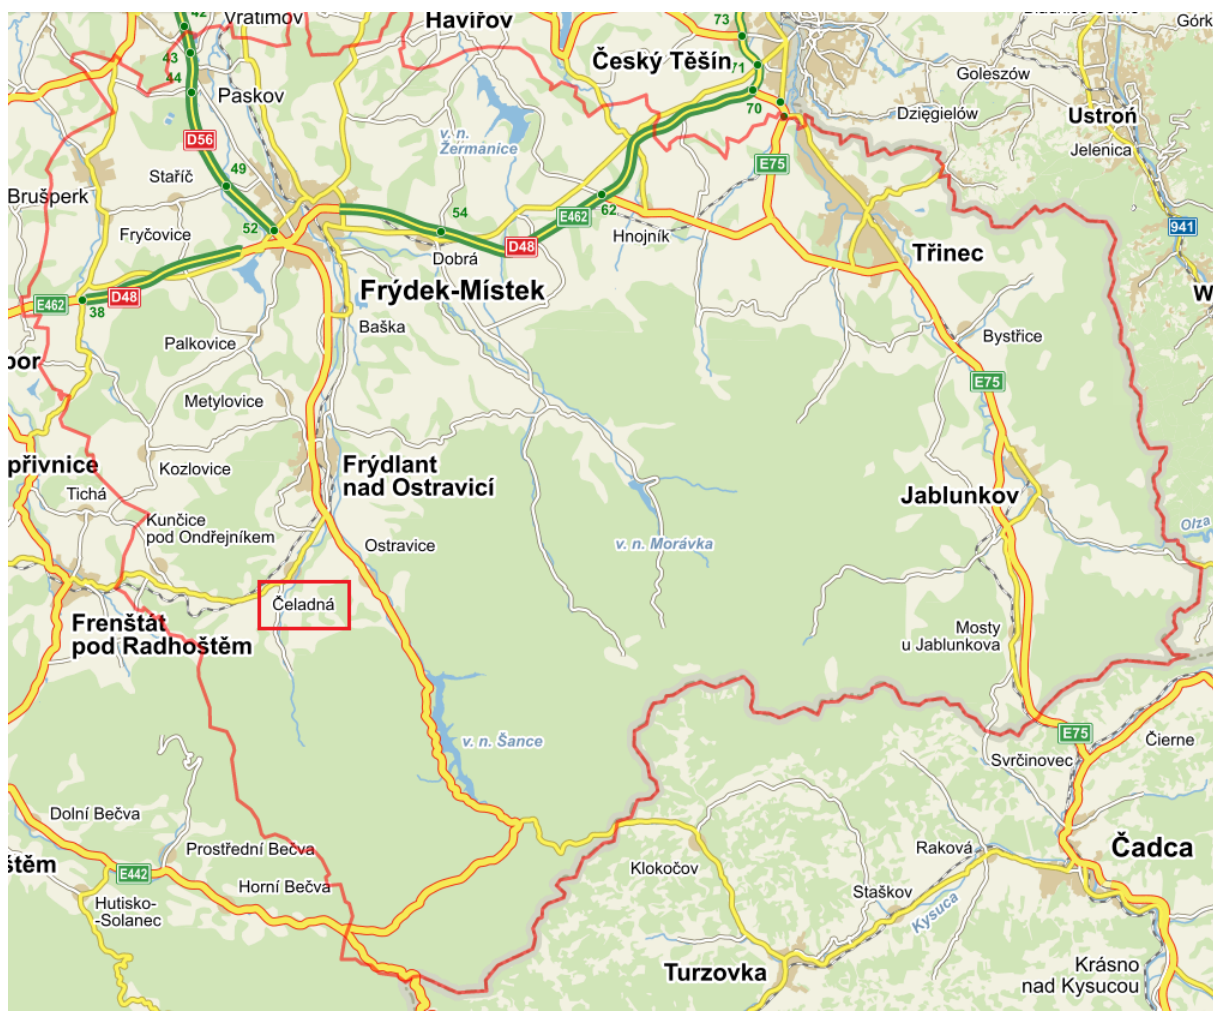 42
Vratimov
Havířov
73
Górk
43
Český Těšín
71
44
Goleszów
Paskov
70
Dzięgielów
Ustroń
v. n.
Žermanice
D56
Jelenica
E75
49
Staříč
Brušperk
54
62
E462
941
52
Fryčovice
Hnojník
D48
Dobrá
Třinec
Frýdek-Místek
W
E462
D48
38
Baška
Bystřice
Palkovice
por
E75
Metylovice
přivnice
Kozlovice
Frýdlant
nad Ostravicí
Tichá
Jablunkov
Kunčice
pod Ondřejníkem
Olza
Ostravice
v. n. Morávka
Čeladná
Frenštát
pod Radhoštěm
Mosty
u Jablunkova
v. n. Šance
E75
Čierne
Svrčinovec
Dolní Bečva
Prostřední Bečva
Raková
Čadca
štěm
E442
Klokočov
Horní Bečva
Staškov
Hutisko-
-Solanec
Kysuca
Turzovka
Krásno
nad Kysucou